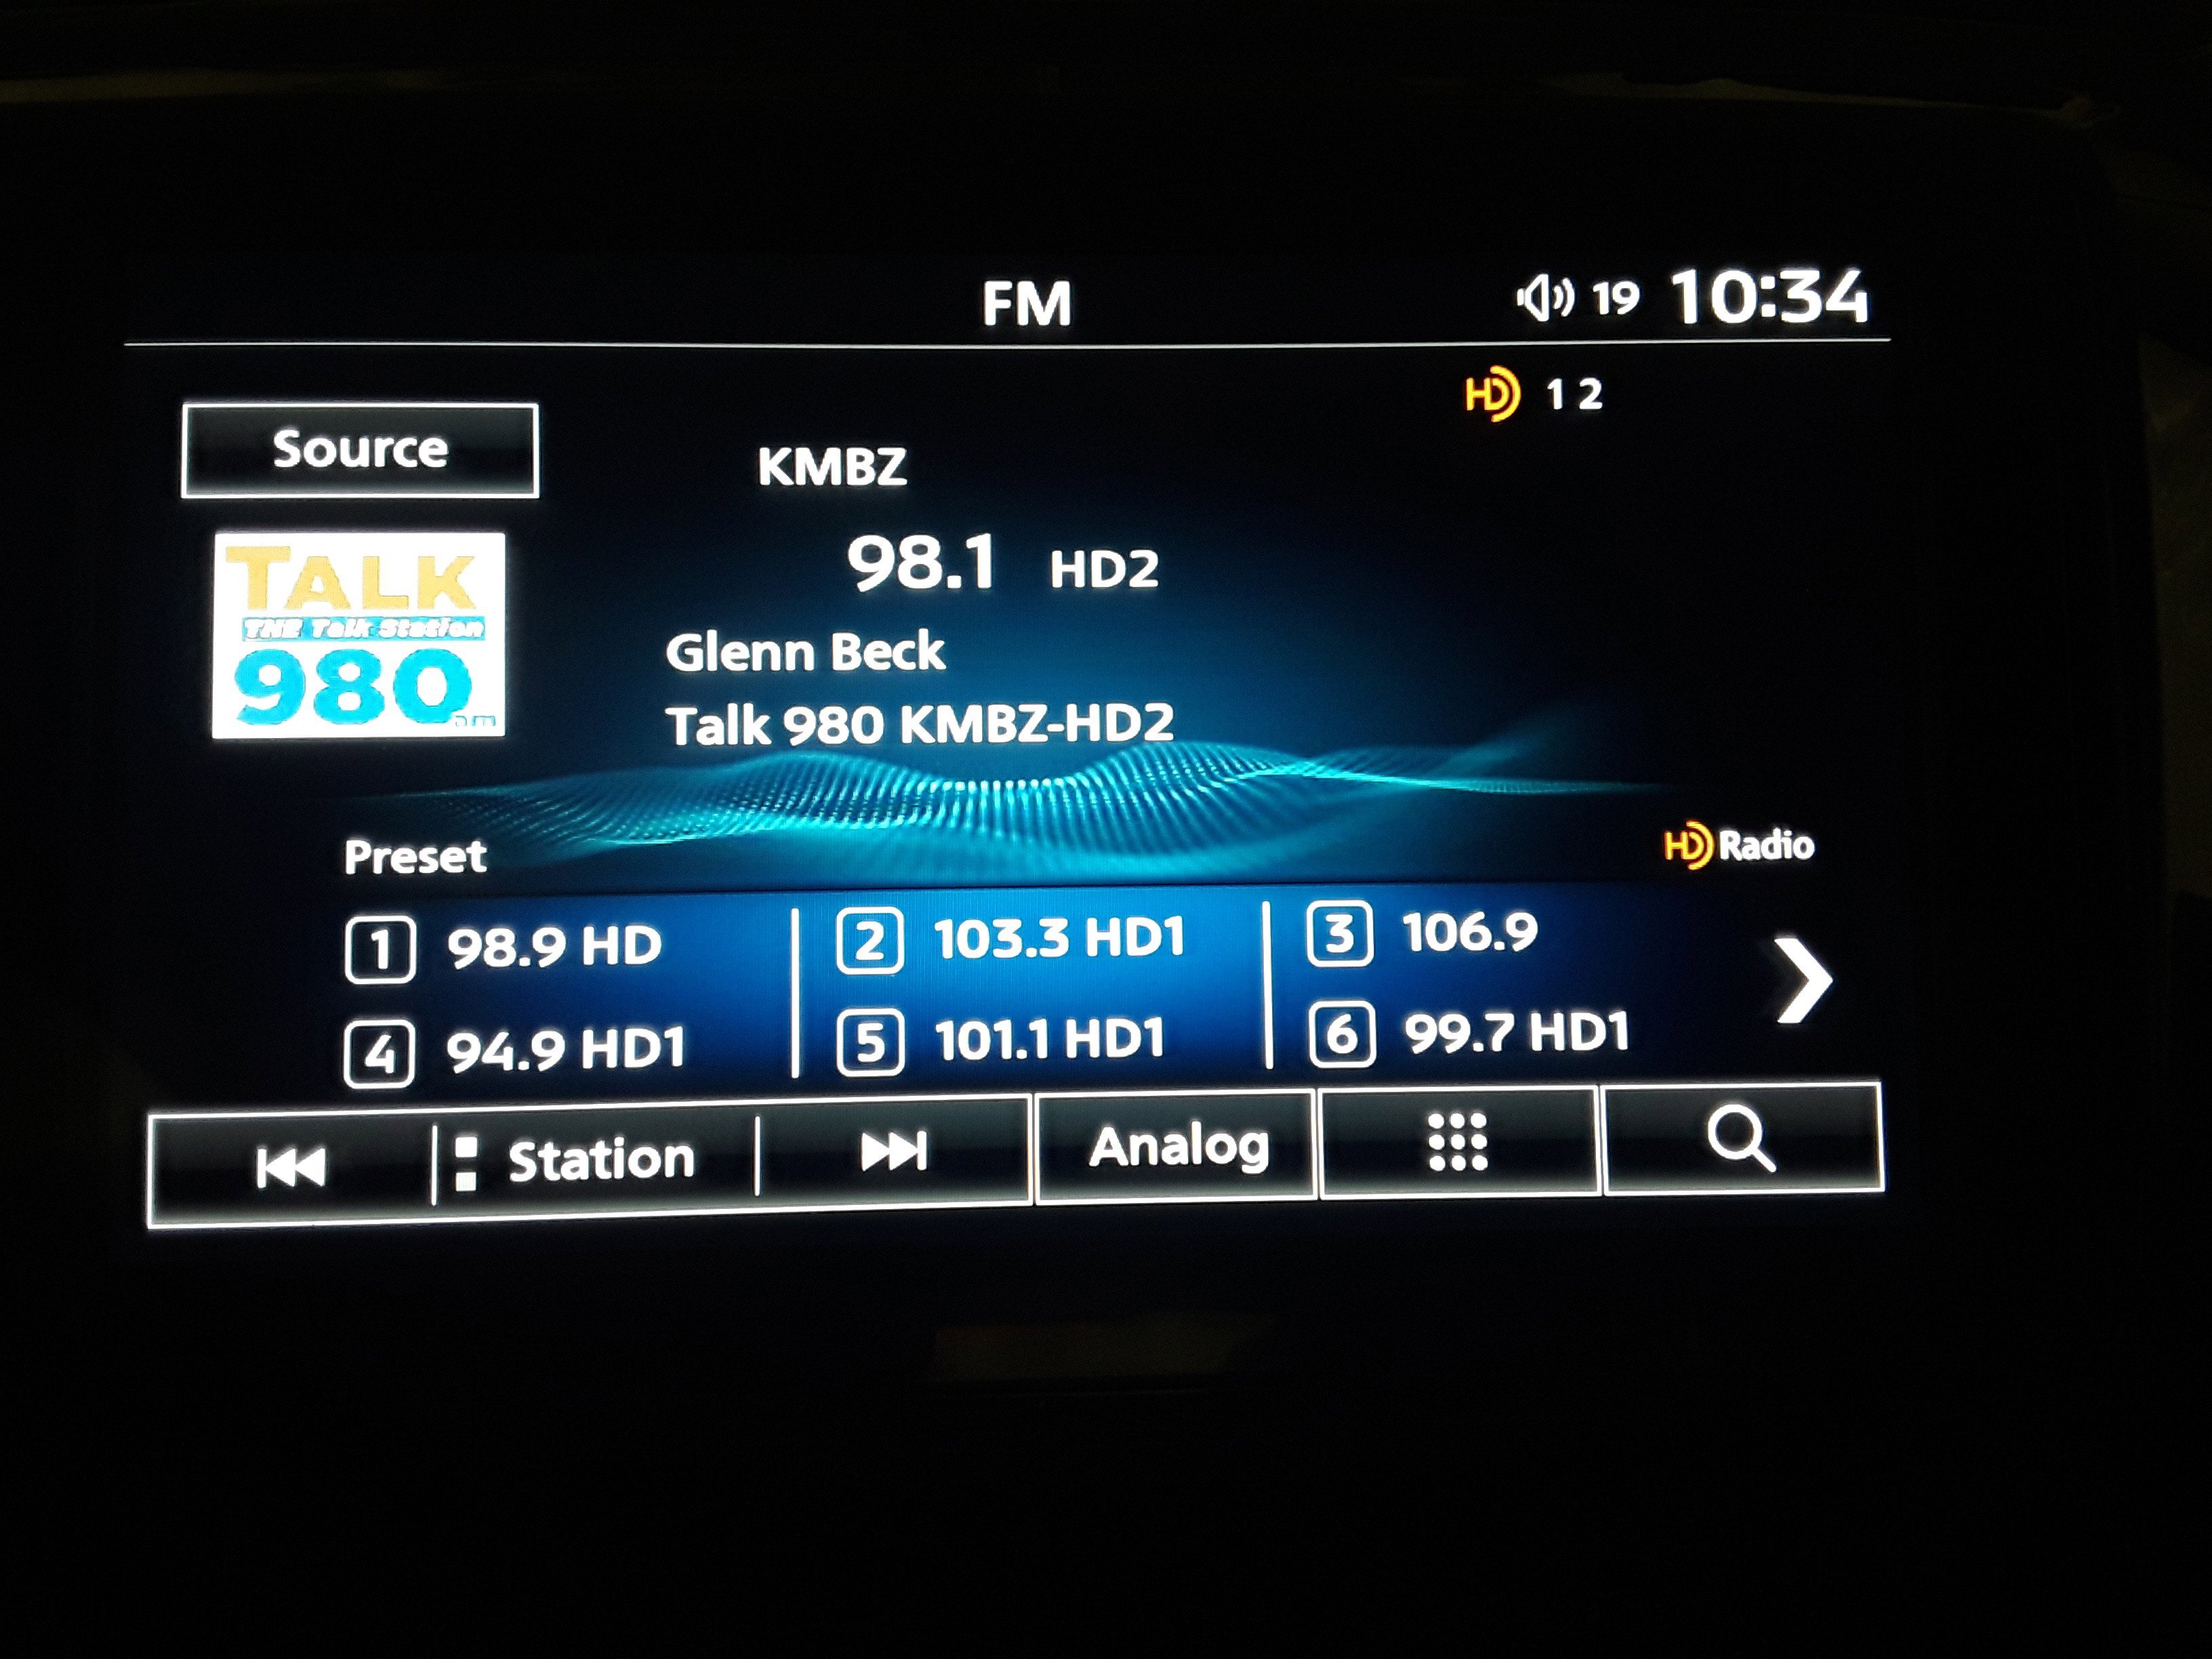 FM
19 10:34
HD 1 2
Source
KMBZ
98.1 HD2
TALK
THE Talk Station
980
am
Glenn Beck
Talk 980 KMBZ-HD2
Preset
HD Radio
1 98.9 HD
2 103.3 HD1
3 106.9
4 94.9 HD1
5 101.1 HD1
6 99.7 HD1
Station
Analog